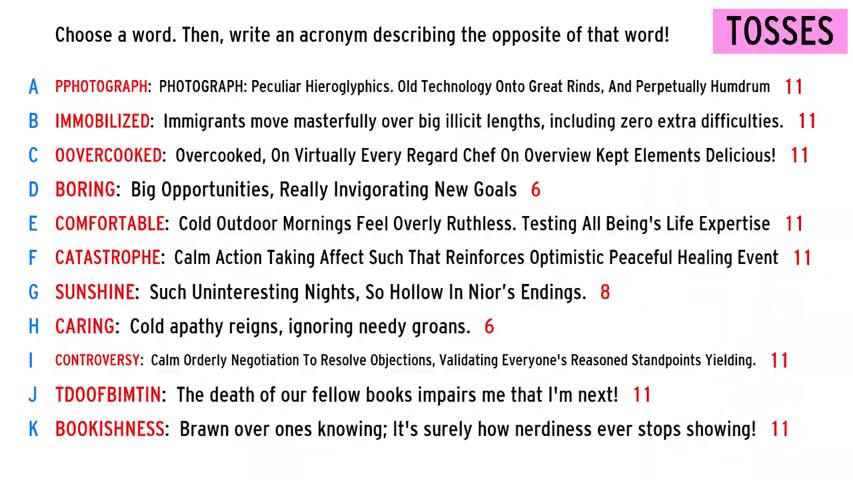 Choose a word. Then, write an acronym describing the opposite of that word!
TOSSES
A PPHOTOGRAPH: PHOTOGRAPH: Peculiar Hieroglyphics. Old Technology Onto Great Rinds, And Perpetually Humdrum 11
B IMMOBILIZED: Immigrants move masterfully over big illicit lengths, including zero extra difficulties. 11
C OOVERCOOKED: Overcooked, On Virtually Every Regard Chef On Overview Kept Elements Delicious! 11
D BORING: Big Opportunities, Really Invigorating New Goals 6
E COMFORTABLE: Cold Outdoor Mornings Feel Overly Ruthless. Testing All Being's Life Expertise 11
F CATASTROPHE: Calm Action Taking Affect Such That Reinforces Optimistic Peaceful Healing Event 11
G SUNSHINE: Such Uninteresting Nights, So Hollow In Nior's Endings. 8
H CARING: Cold apathy reigns, ignoring needy groans. 6
I CONTROVERSY: Calm Orderly Negotiation To Resolve Objections, Validating Everyone's Reasoned Standpoints Yielding. 11
J TDOOFBIMTIN: The death of our fellow books impairs me that I'm next! 11
K BOOKISHNESS: Brawn over ones knowing; It's surely how nerdiness ever stops showing! 11